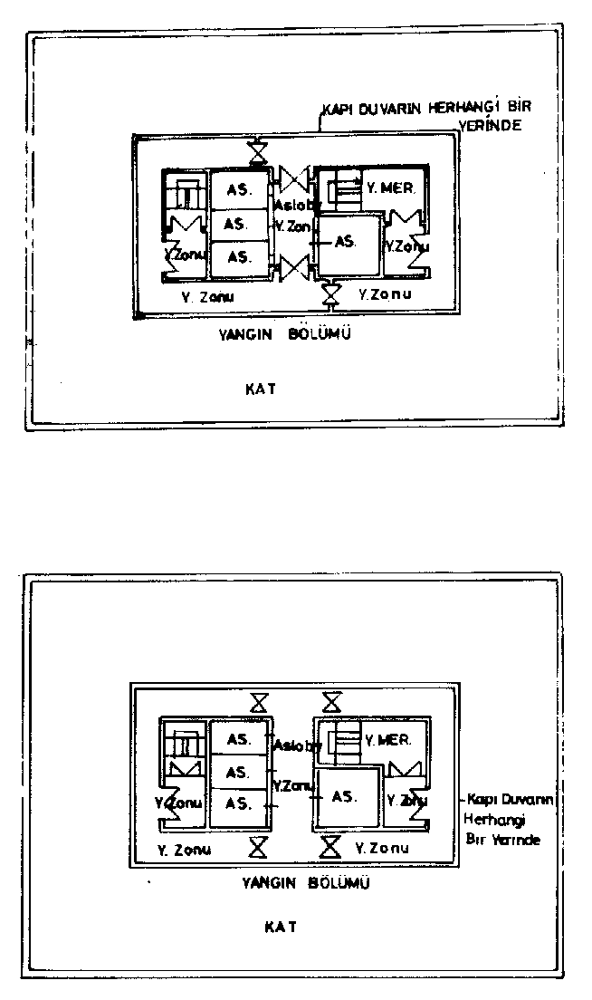 KAPI DUVARIN HERHANGİ BİR
YERİNDE
AS. Y. MER.
Asloby
AS. Y. Zon
AS.
Y.Zonu AS. Y.Zonu
Y. Zonu Y. Zonu
YANGIN BÖLÜMÜ
KAT
AS. Asloby Y. MER.
AS.
Y.Zonu
Y.Zonu AS. AS. Y.Zonu
Kapı Duvarın
Herhangi
Bir Yerinde
Y. Zonu Y. Zonu
YANGIN BÖLÜMÜ
KAT